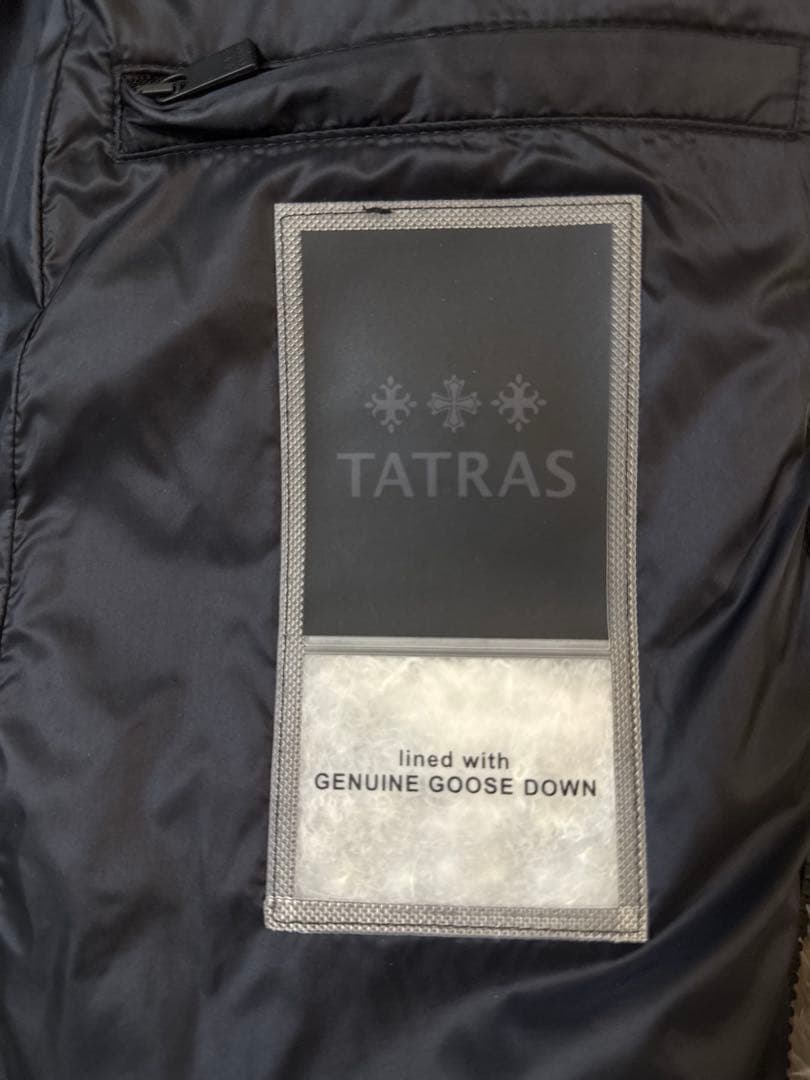 TATRAS
lined with
GENUINE GOOSE DOWN